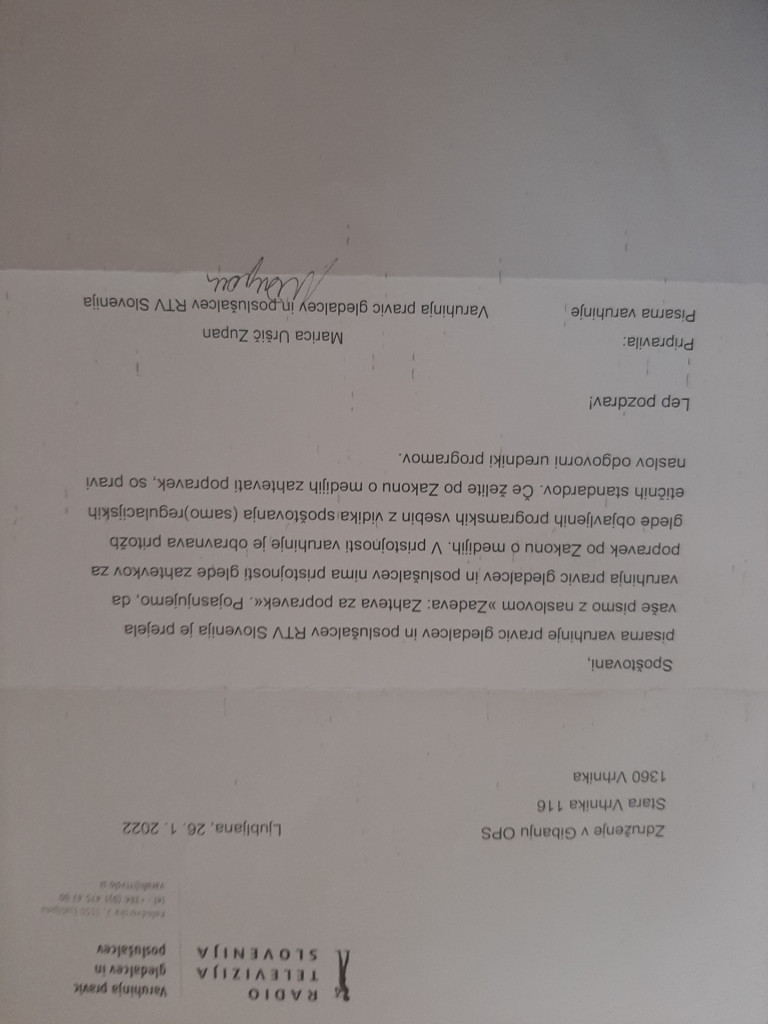 RADIO
TELEVIZIJA
SLOVENIJA
Varuhinja pravic
gledalcev in
poslušalcev
Kolodvorska 2, 1550 Ljubljana
Združenje v Gibanju OPS
Stara Vrhnika 116
1360 Vrhnika
Ljubljana, 26. 1. 2022
Spoštovani,
pisarna varuhinje pravic gledalcev in poslušalcev RTV Slovenija je prejela
vaše pismo z naslovom »Zadeva: Zahteva za popravek«. Pojasnjujemo, da
varuhinja pravic gledalcev in poslušalcev nima pristojnosti glede zahtevkov za
popravek po Zakonu o medijih. V pristojnosti varuhinje je obravnava pritožb
glede objavljenih programskih vsebin z vidika spoštovanja (samo)regulacijskih
etičnih standardov. Če želite po Zakonu o medijih zahtevati popravek, so pravi
naslov odgovorni uredniki programov.
Lep pozdrav!
Pripravila: Marica Uršič Zupan
Pisarna varuhinje Varuhinja pravic gledalcev in poslušalcev RTV Slovenija